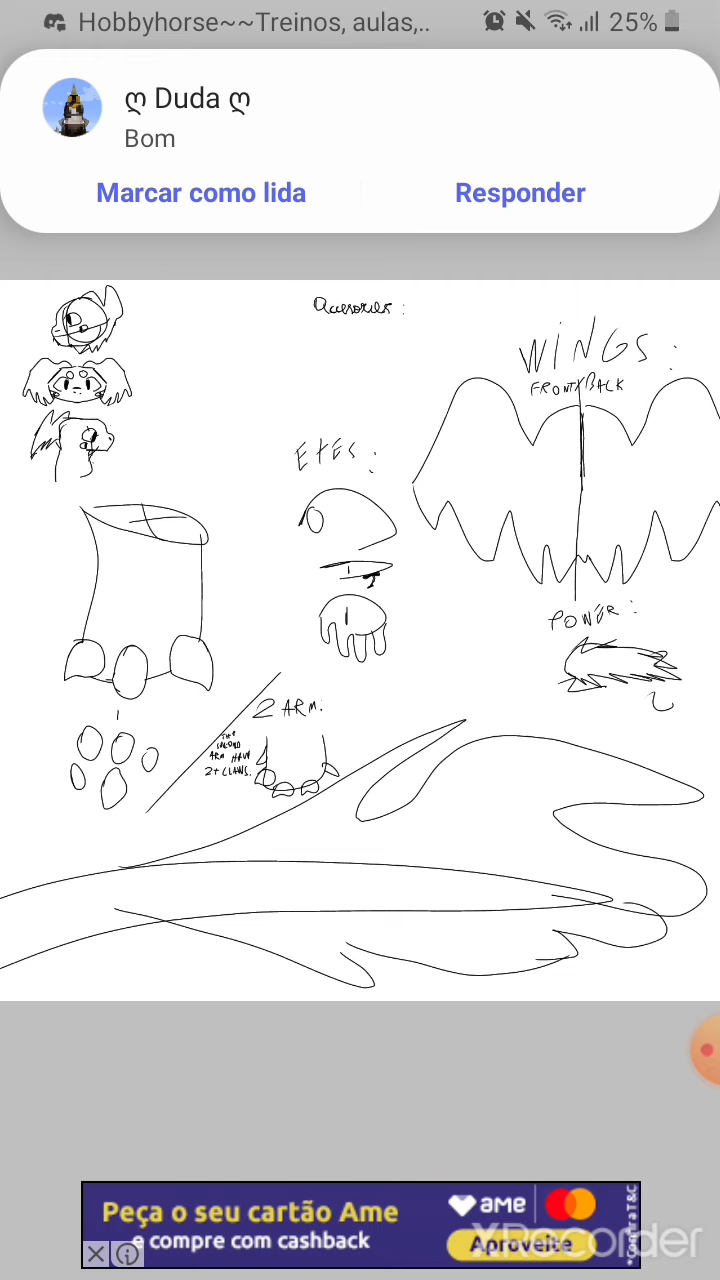 Hobbyhorse~~Treinos, aulas,..
25%
ღ Duda ღ
Bom
Marcar como lida
Responder
Accesories :
WINGS :
FRONT/BACK
EYES :
POWER :
2 ARM.
THE
SECOND
ARM HAVE
2+ CLAWS.
Peça o seu cartão Ame
e compre com cashback
ame
Aproveite
XRecorder